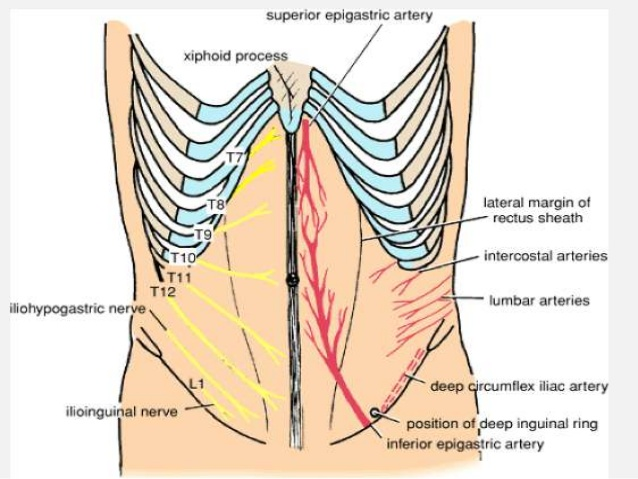 superior epigastric artery
xiphoid process
T7
T8
T9
T10
T11
T12
iliohypogastric nerve
L1
ilioinguinal nerve
lateral margin of
rectus sheath
intercostal arteries
lumbar arteries
deep circumflex iliac artery
position of deep inguinal ring
inferior epigastric artery